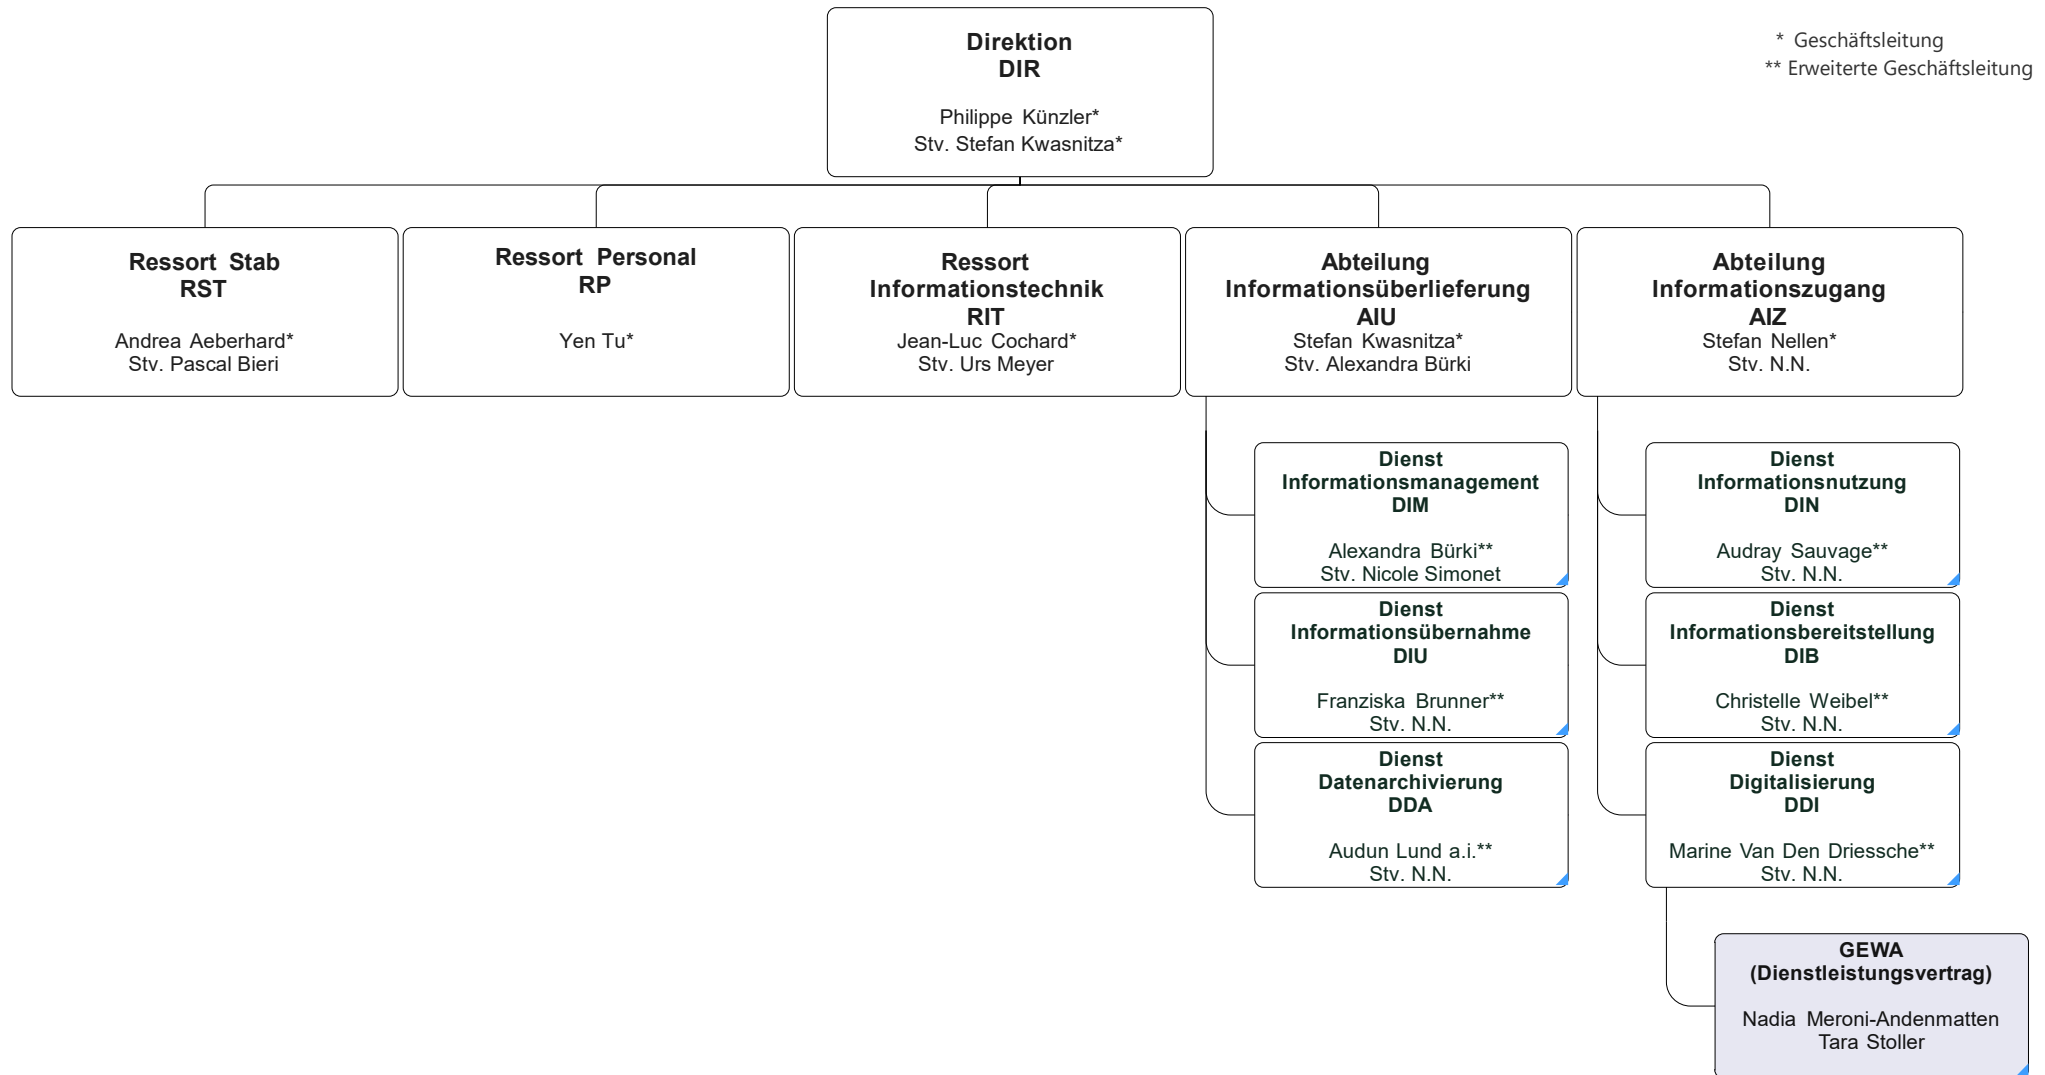 Direktion
DIR
Philippe Künzler*
Stv. Stefan Kwasnitza*
* Geschäftsleitung
** Erweiterte Geschäftsleitung
Ressort Stab
RST
Andrea Aeberhard*
Stv. Pascal Bieri
Ressort Personal
RP
Yen Tu*
Ressort
Informationstechnik
RIT
Jean-Luc Cochard*
Stv. Urs Meyer
Abteilung
Informationsüberlieferung
AIU
Stefan Kwasnitza*
Stv. Alexandra Bürki
Abteilung
Informationszugang
AIZ
Stefan Nellen*
Stv. N.N.
Dienst
Informationsmanagement
DIM
Alexandra Bürki**
Stv. Nicole Simonet
Dienst
Informationsübernahme
DIU
Franziska Brunner**
Stv. N.N.
Dienst
Datenarchivierung
DDA
Audun Lund a.i.**
Stv. N.N.
Dienst
Informationsnutzung
DIN
Audray Sauvage**
Stv. N.N.
Dienst
Informationsbereitstellung
DIB
Christelle Weibel**
Stv. N.N.
Dienst
Digitalisierung
DDI
Marine Van Den Driessche**
Stv. N.N.
GEWA
(Dienstleistungsvertrag)
Nadia Meroni-Andenmatten
Tara Stoller